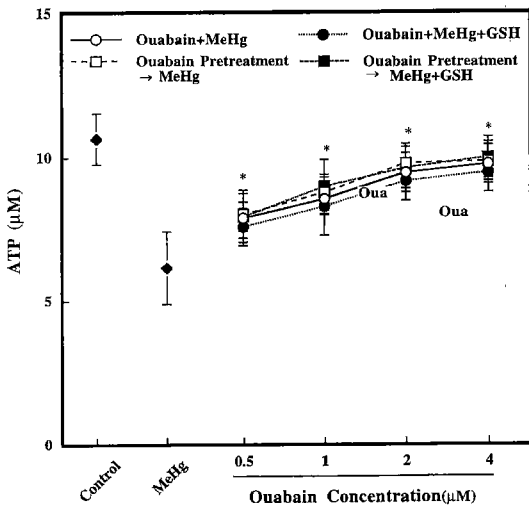 15
Ouabain+MeHg
Ouabain+MeHg+GSH
Ouabain Pretreatment
→ MeHg
Ouabain Pretreatment
→ MeHg+GSH
* * * *
10
Oua
Oua
5
0
ATP (μM)
Control
MeHg
0.5 1 2 4
Ouabain Concentration(μM)